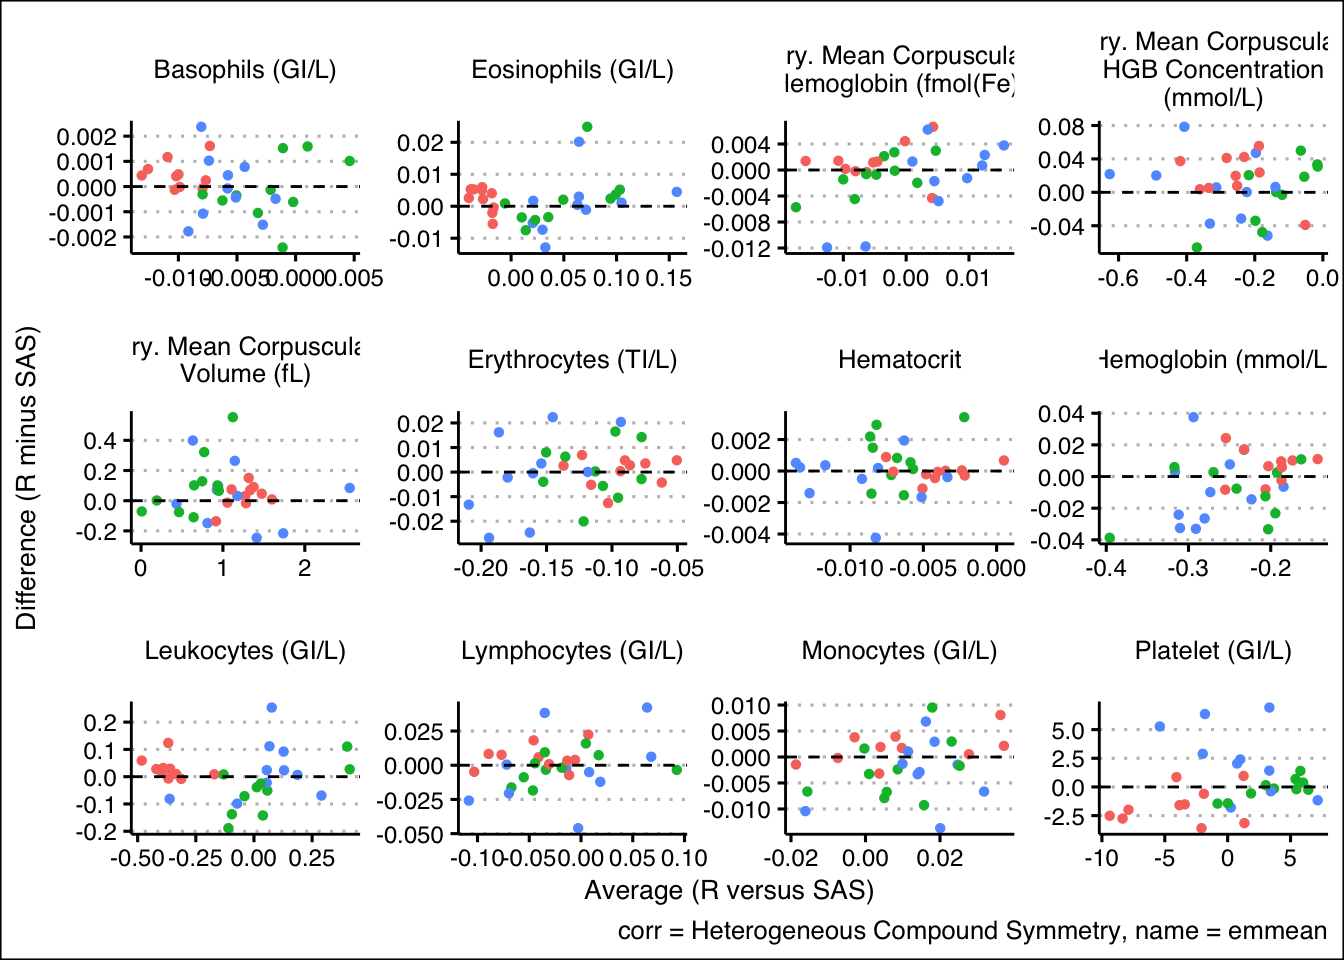 Basophils (GI/L)
0.002
0.001
0.000
-0.001
-0.002
-0.010 -0.005 0.000 0.005
Eosinophils (GI/L)
0.02
0.01
0.00
-0.01
0.00 0.05 0.10 0.15
ry. Mean Corpuscula
lemoglobin (fmol(Fe)
0.004
0.000
-0.004
-0.008
-0.012
-0.01 0.00 0.01
ry. Mean Corpuscula
HGB Concentration
(mmol/L)
0.08
0.04
0.00
-0.04
-0.6 -0.4 -0.2 0.0
ry. Mean Corpuscula
Volume (fL)
0.4
0.2
0.0
-0.2
0 1 2
Erythrocytes (TI/L)
0.02
0.01
0.00
-0.01
-0.02
-0.20 -0.15 -0.10 -0.05
Hematocrit
0.002
0.000
-0.002
-0.004
-0.010 -0.005 0.000
Hemoglobin (mmol/L
0.04
0.02
0.00
-0.02
-0.04
-0.4 -0.3 -0.2
Leukocytes (GI/L)
0.2
0.1
0.0
-0.1
-0.2
-0.50 -0.25 0.00 0.25
Lymphocytes (GI/L)
0.025
0.000
-0.025
-0.050
-0.10 -0.05 0.00 0.05 0.10
Monocytes (GI/L)
0.010
0.005
0.000
-0.005
-0.010
-0.02 0.00 0.02
Platelet (GI/L)
5.0
2.5
0.0
-2.5
-10 -5 0 5
Difference (R minus SAS)
Average (R versus SAS)
corr = Heterogeneous Compound Symmetry, name = emmean